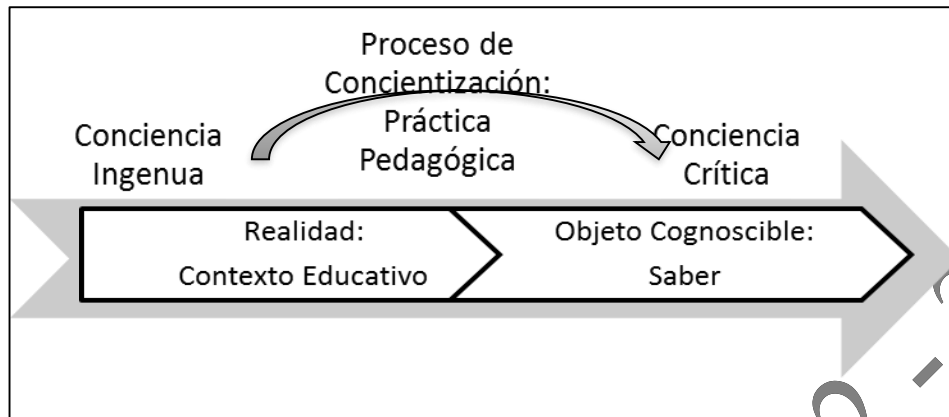 Proceso de
Concientización:
Práctica
Pedagógica
Conciencia
Ingenua
Conciencia
Crítica
Realidad:
Contexto Educativo
Objeto Cognoscible:
Saber